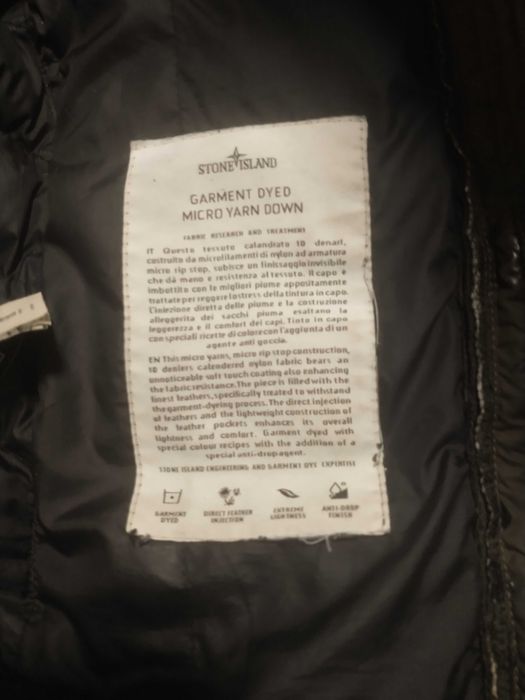 STONE ISLAND
GARMENT DYED
MICRO YARN DOWN
FABRIC RESEARCH AND TREATMENT
IT Questo tessuto calandrato 10 denari,
costruito da microfilamenti di nylon ad armatura
micro rip stop, subisce un finissaggio invisibile
che dà mano e resistenza al tessuto. Il capo è
imbottito con le migliori piume appositamente
trattate per reggere lo stress della tintura in capo.
L'iniezione diretta delle piume e la costruzione
alleggerita dei sacchi piuma esaltano la
leggerezza e il comfort dei capi. Tinto in capo
con speciali ricette di colore con l'aggiunta di un
agente anti goccia.
EN This micro yarns, micro rip stop construction,
10 deniers calendered nylon fabric bears an
unnoticeable soft touch coating also enhancing
the fabric resistance. The piece is filled with the
finest feathers, specifically treated to withstand
the garment-dyeing process. The direct injection
of feathers and the lightweight construction of
the feather pockets enhances its overall
lightness and comfort. Garment dyed with
special colour recipes with the addition of a
special anti-drop agent.
STONE ISLAND ENGINEERING AND GARMENT DYE EXPERTISE
GARMENT
DYED
DIRECT FEATHER
INJECTION
EXTREME
LIGHTNESS
ANTI-DROP
FINISH